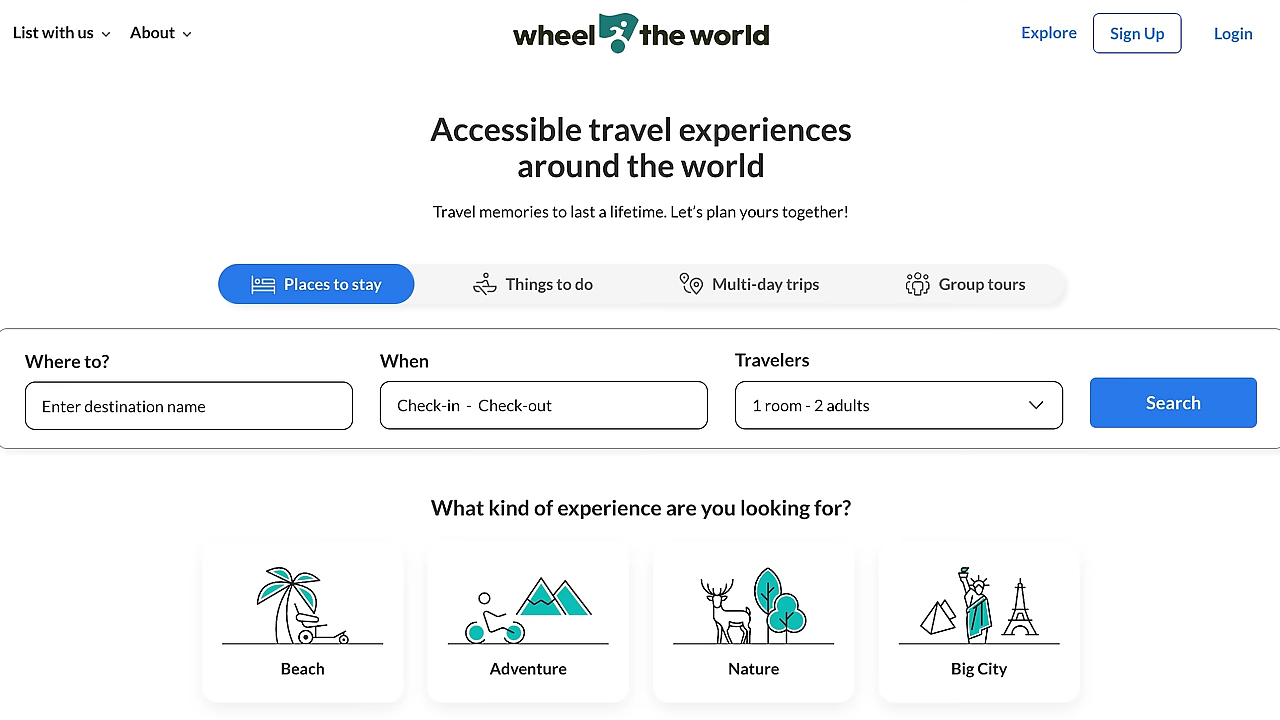 List with us
About
wheel the world
Explore
Sign Up
Login
Accessible travel experiences
around the world
Travel memories to last a lifetime. Let’s plan yours together!
Places to stay
Things to do
Multi-day trips
Group tours
Where to?
When
Travelers
Enter destination name
Check-in - Check-out
1 room - 2 adults
Search
What kind of experience are you looking for?
Beach
Adventure
Nature
Big City